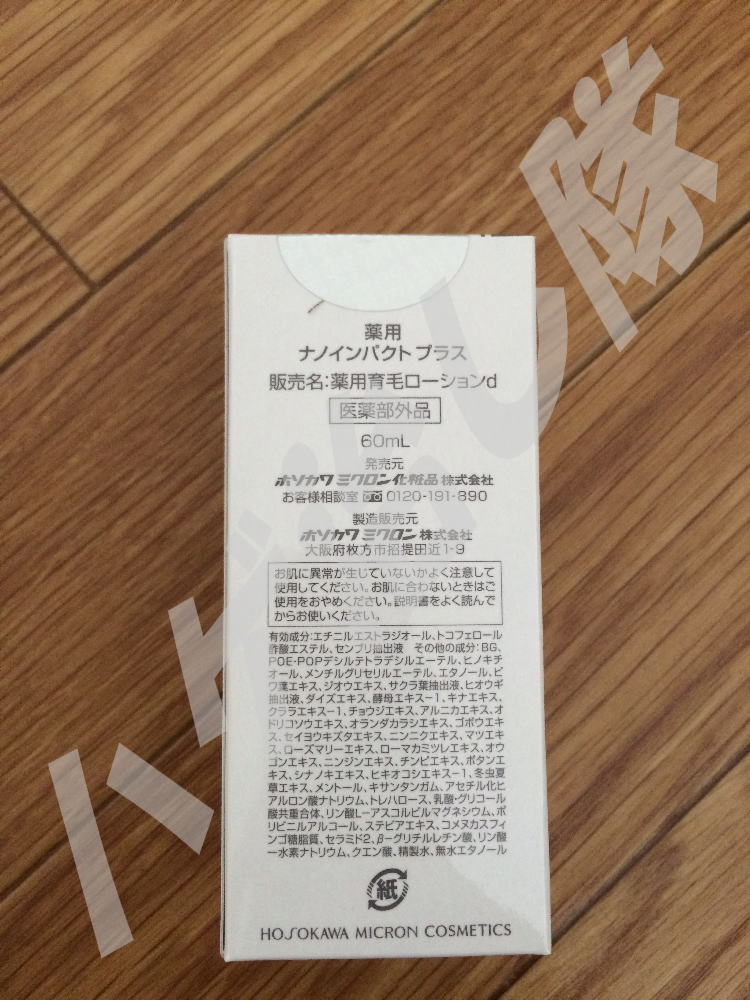 薬用
ナノインパクト プラス
販売名:薬用育毛ローションd
医薬部外品
60mL
発売元
ホソカワミクロン化粧品 株式会社
お客様相談室 0120-191-890
製造販売元
ホソカワミクロン 株式会社
大阪府枚方市招提田近1-9
お肌に異常が生じていないかよく注意して
使用してください。お肌に合わないときはご
使用をおやめください。説明書をよく読んで
からお使いください。
有効成分:エチニルエストラジオール、トコフェロール
酢酸エステル、センブリ抽出液 その他の成分:BG、
POE・POPデシルテトラデシルエーテル、ヒノキチ
オール、メンチルグリセリルエーテル、エタノール、ビ
ワ葉エキス、ジオウエキス、サクラ葉抽出液、ヒオウギ
抽出液、ダイズエキス、酵母エキス-1、キナエキス、
クララエキス-1、チョウジエキス、アルニカエキス、オ
ドリコソウエキス、オランダカラシエキス、ゴボウエキ
ス、セイヨウキズタエキス、ニンニクエキス、マツエキ
ス、ローズマリーエキス、ローマカミツレエキス、オウ
ゴンエキス、ニンジンエキス、チンピエキス、ボタンエ
キス、シナノキエキス、ヒキオコシエキス-1、冬虫夏
草エキス、メントール、キサンタンガム、アセチル化ヒ
アルロン酸ナトリウム、トレハロース、乳酸・グリコール
酸共重合体、リン酸L-アスコルビルマグネシウム、ポ
リビニルアルコール、ステビアエキス、コメヌカスフィ
ンゴ糖脂質、セラミド2、β-グリチルレチン酸、リン酸
一水素ナトリウム、クエン酸、精製水、無水エタノール
紙
HOSOKAWA MICRON COSMETICS
ハゲ隠し隊